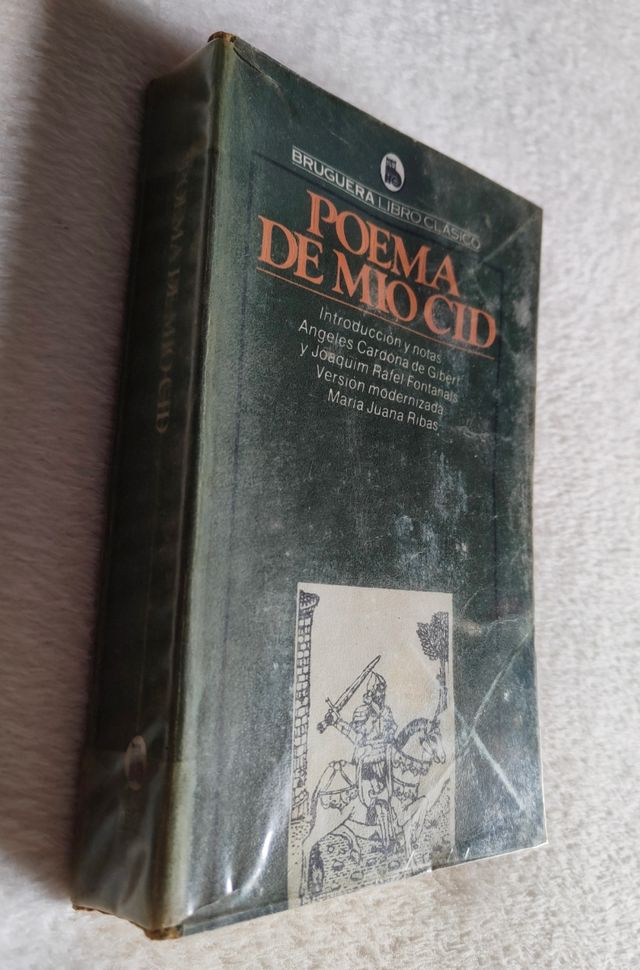 BRUGUERA LIBRO CLASICO
POEMA
DE MIO CID
Introducción y notas
Angeles Cardona de Gibert
y Joaquim Rafel Fontanals
Versión modernizada
María Juana Ribas
POEMA DE MIO CID